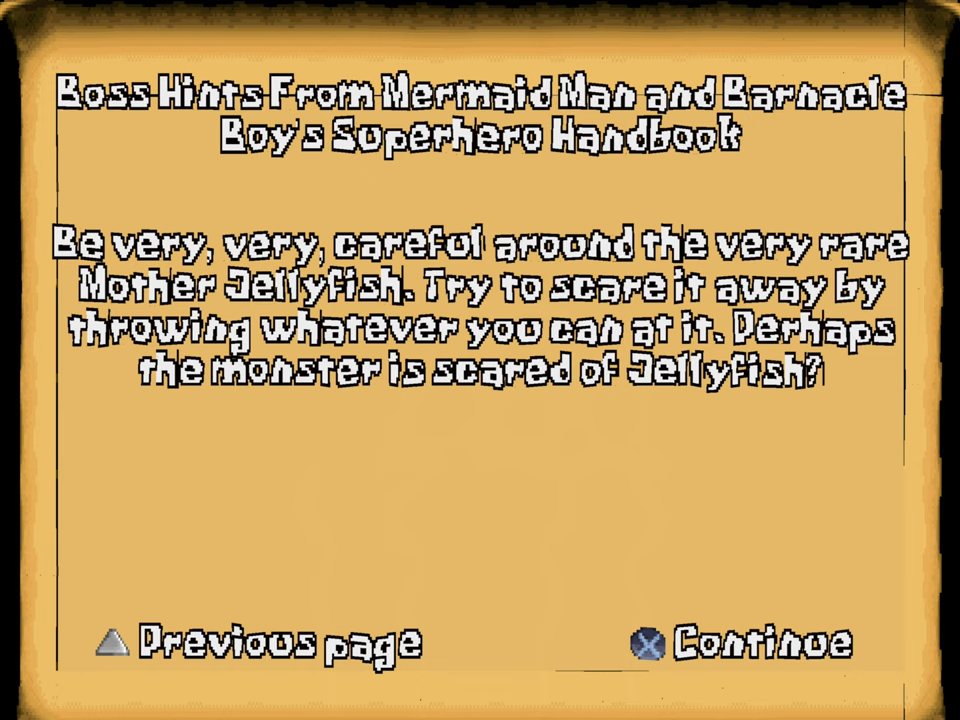 Boss Hints From Mermaid Man and Barnacle
Boy's Superhero Handbook
Be very, very, careful around the very rare
Mother Jellyfish. Try to scare it away by
throwing whatever you can at it. Perhaps
the monster is scared of Jellyfish?
Previous page
Continue